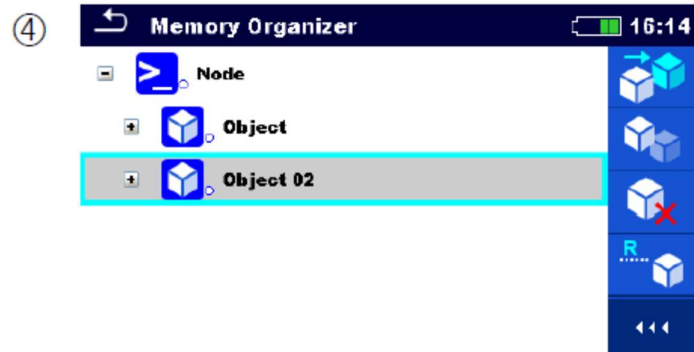 ④
Memory Organizer 16:14
Node
Object
Object 02
R